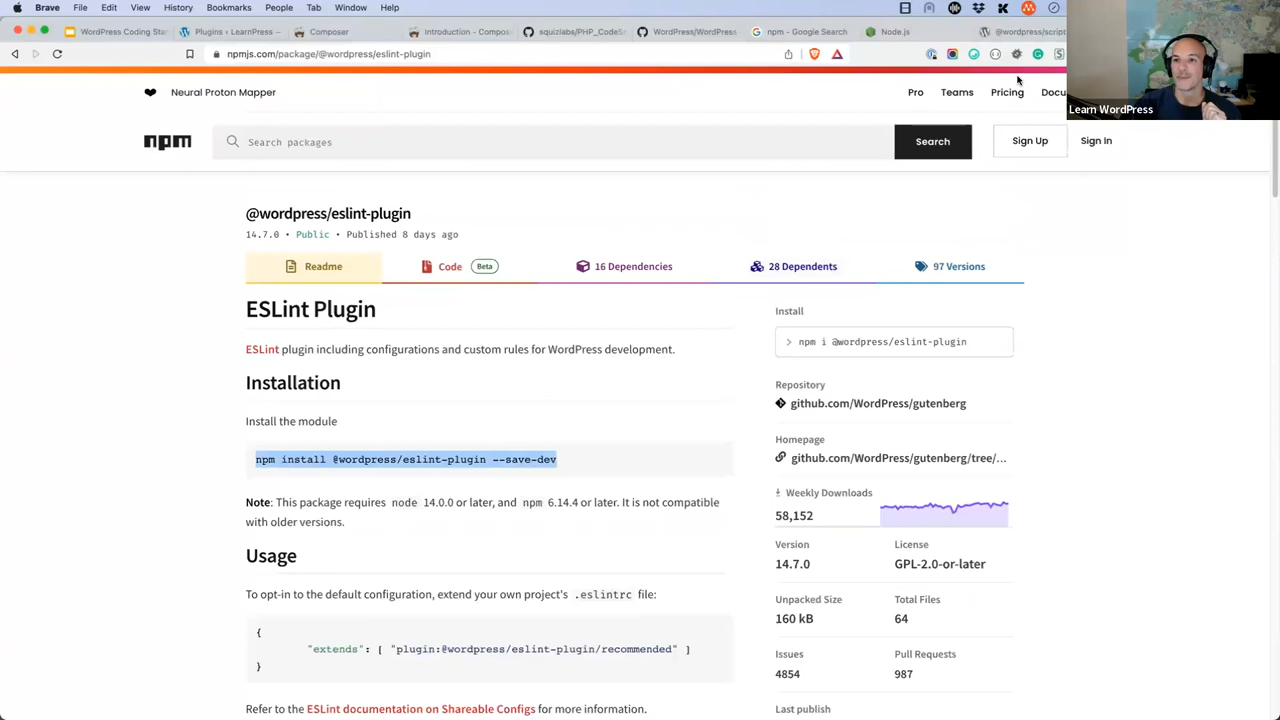 Brave File Edit View History Bookmarks People Tab Window Help
WordPress Coding Stan
Plugins ‹ LearnPress —
Composer
Introduction - Compos
squizlabs/PHP_CodeS
WordPress/WordPress
npm - Google Search
Node.js
@wordpress/script
npmjs.com/package/@wordpress/eslint-plugin
Learn WordPress
Neural Proton Mapper
Pro Teams Pricing Docu
npm
Search packages
Search
Sign Up
Sign In
@wordpress/eslint-plugin
14.7.0 • Public • Published 8 days ago
Readme
Code Beta
16 Dependencies
28 Dependents
97 Versions
ESLint Plugin
ESLint plugin including configurations and custom rules for WordPress development.
Installation
Install the module
npm install @wordpress/eslint-plugin --save-dev
Note: This package requires node 14.0.0 or later, and npm 6.14.4 or later. It is not compatible
with older versions.
Usage
To opt-in to the default configuration, extend your own project's .eslintrc file:
{
"extends": [ "plugin:@wordpress/eslint-plugin/recommended" ]
}
Refer to the ESLint documentation on Shareable Configs for more information.
Install
> npm i @wordpress/eslint-plugin
Repository
github.com/WordPress/gutenberg
Homepage
github.com/WordPress/gutenberg/tree/...
Weekly Downloads
58,152
Version
14.7.0
License
GPL-2.0-or-later
Unpacked Size
160 kB
Total Files
64
Issues
4854
Pull Requests
987
Last publish